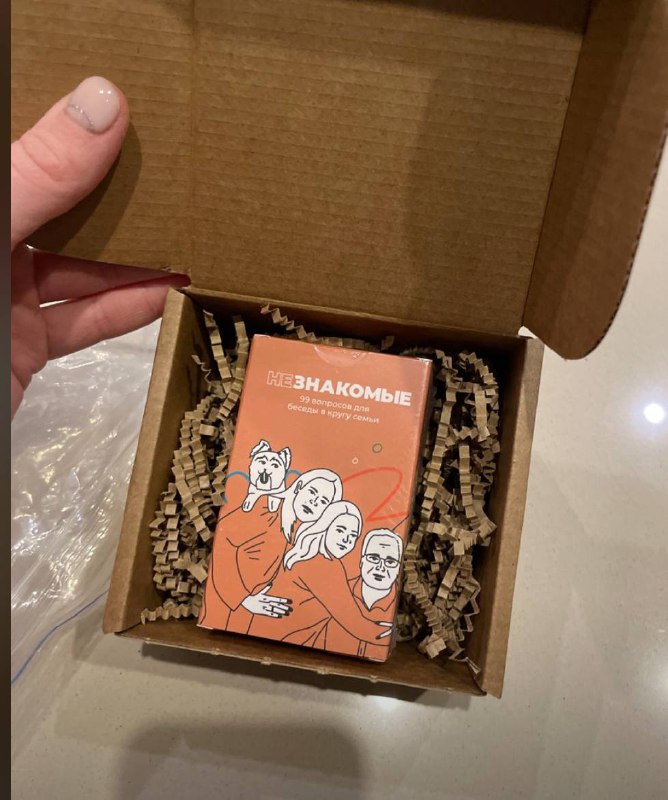 НЕЗНАКОМЫЕ
99 вопросов для
беседы в кругу семьи